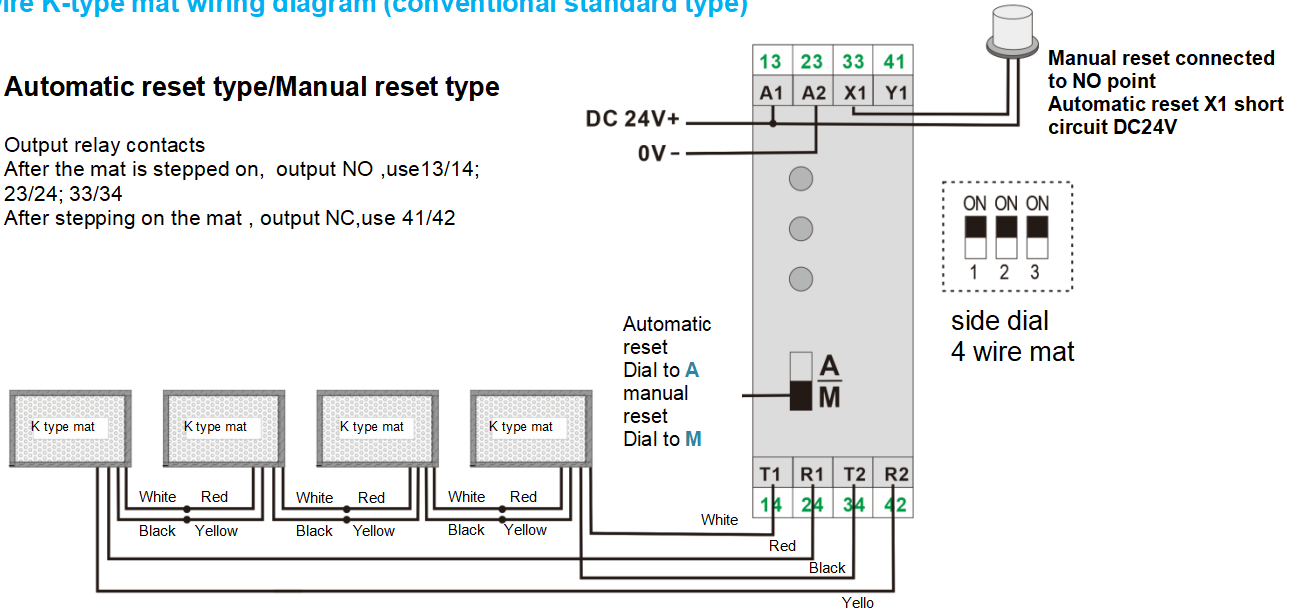 wire K-type mat wiring diagram (conventional standard type)
Automatic reset type/Manual reset type
Output relay contacts
After the mat is stepped on, output NO ,use13/14;
23/24; 33/34
After stepping on the mat , output NC,use 41/42
13 23 33 41
A1 A2 X1 Y1
DC 24V+
0V-
Manual reset connected
to NO point
Automatic reset X1 short
circuit DC24V
ON ON ON
1 2 3
side dial
4 wire mat
Automatic
reset
Dial to A
manual
reset
Dial to M
A
M
K type mat
K type mat
K type mat
K type mat
White Red
Black Yellow
White Red
Black Yellow
White Red
Black Yellow
T1 R1 T2 R2
14 24 34 42
White
Red
Black
Yello